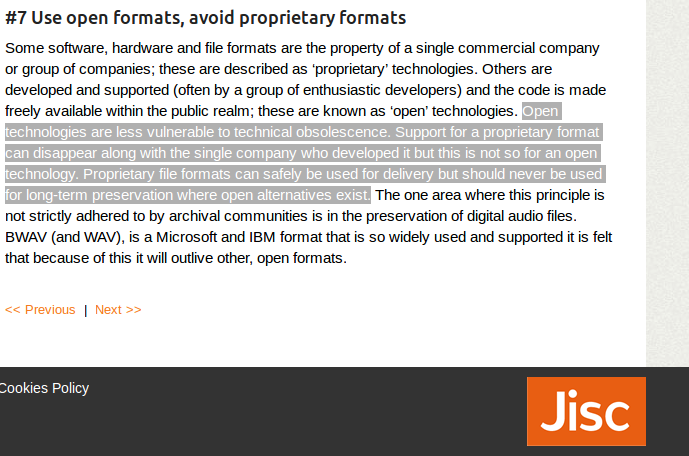 #7 Use open formats, avoid proprietary formats
Some software, hardware and file formats are the property of a single commercial company
or group of companies; these are described as ‘proprietary’ technologies. Others are
developed and supported (often by a group of enthusiastic developers) and the code is made
freely available within the public realm; these are known as ‘open’ technologies. Open
technologies are less vulnerable to technical obsolescence. Support for a proprietary format
can disappear along with the single company who developed it but this is not so for an open
technology. Proprietary file formats can safely be used for delivery but should never be used
for long-term preservation where open alternatives exist. The one area where this principle is
not strictly adhered to by archival communities is in the preservation of digital audio files.
BWAV (and WAV), is a Microsoft and IBM format that is so widely used and supported it is felt
that because of this it will outlive other, open formats.
<< Previous | Next >>
Cookies Policy
Jisc